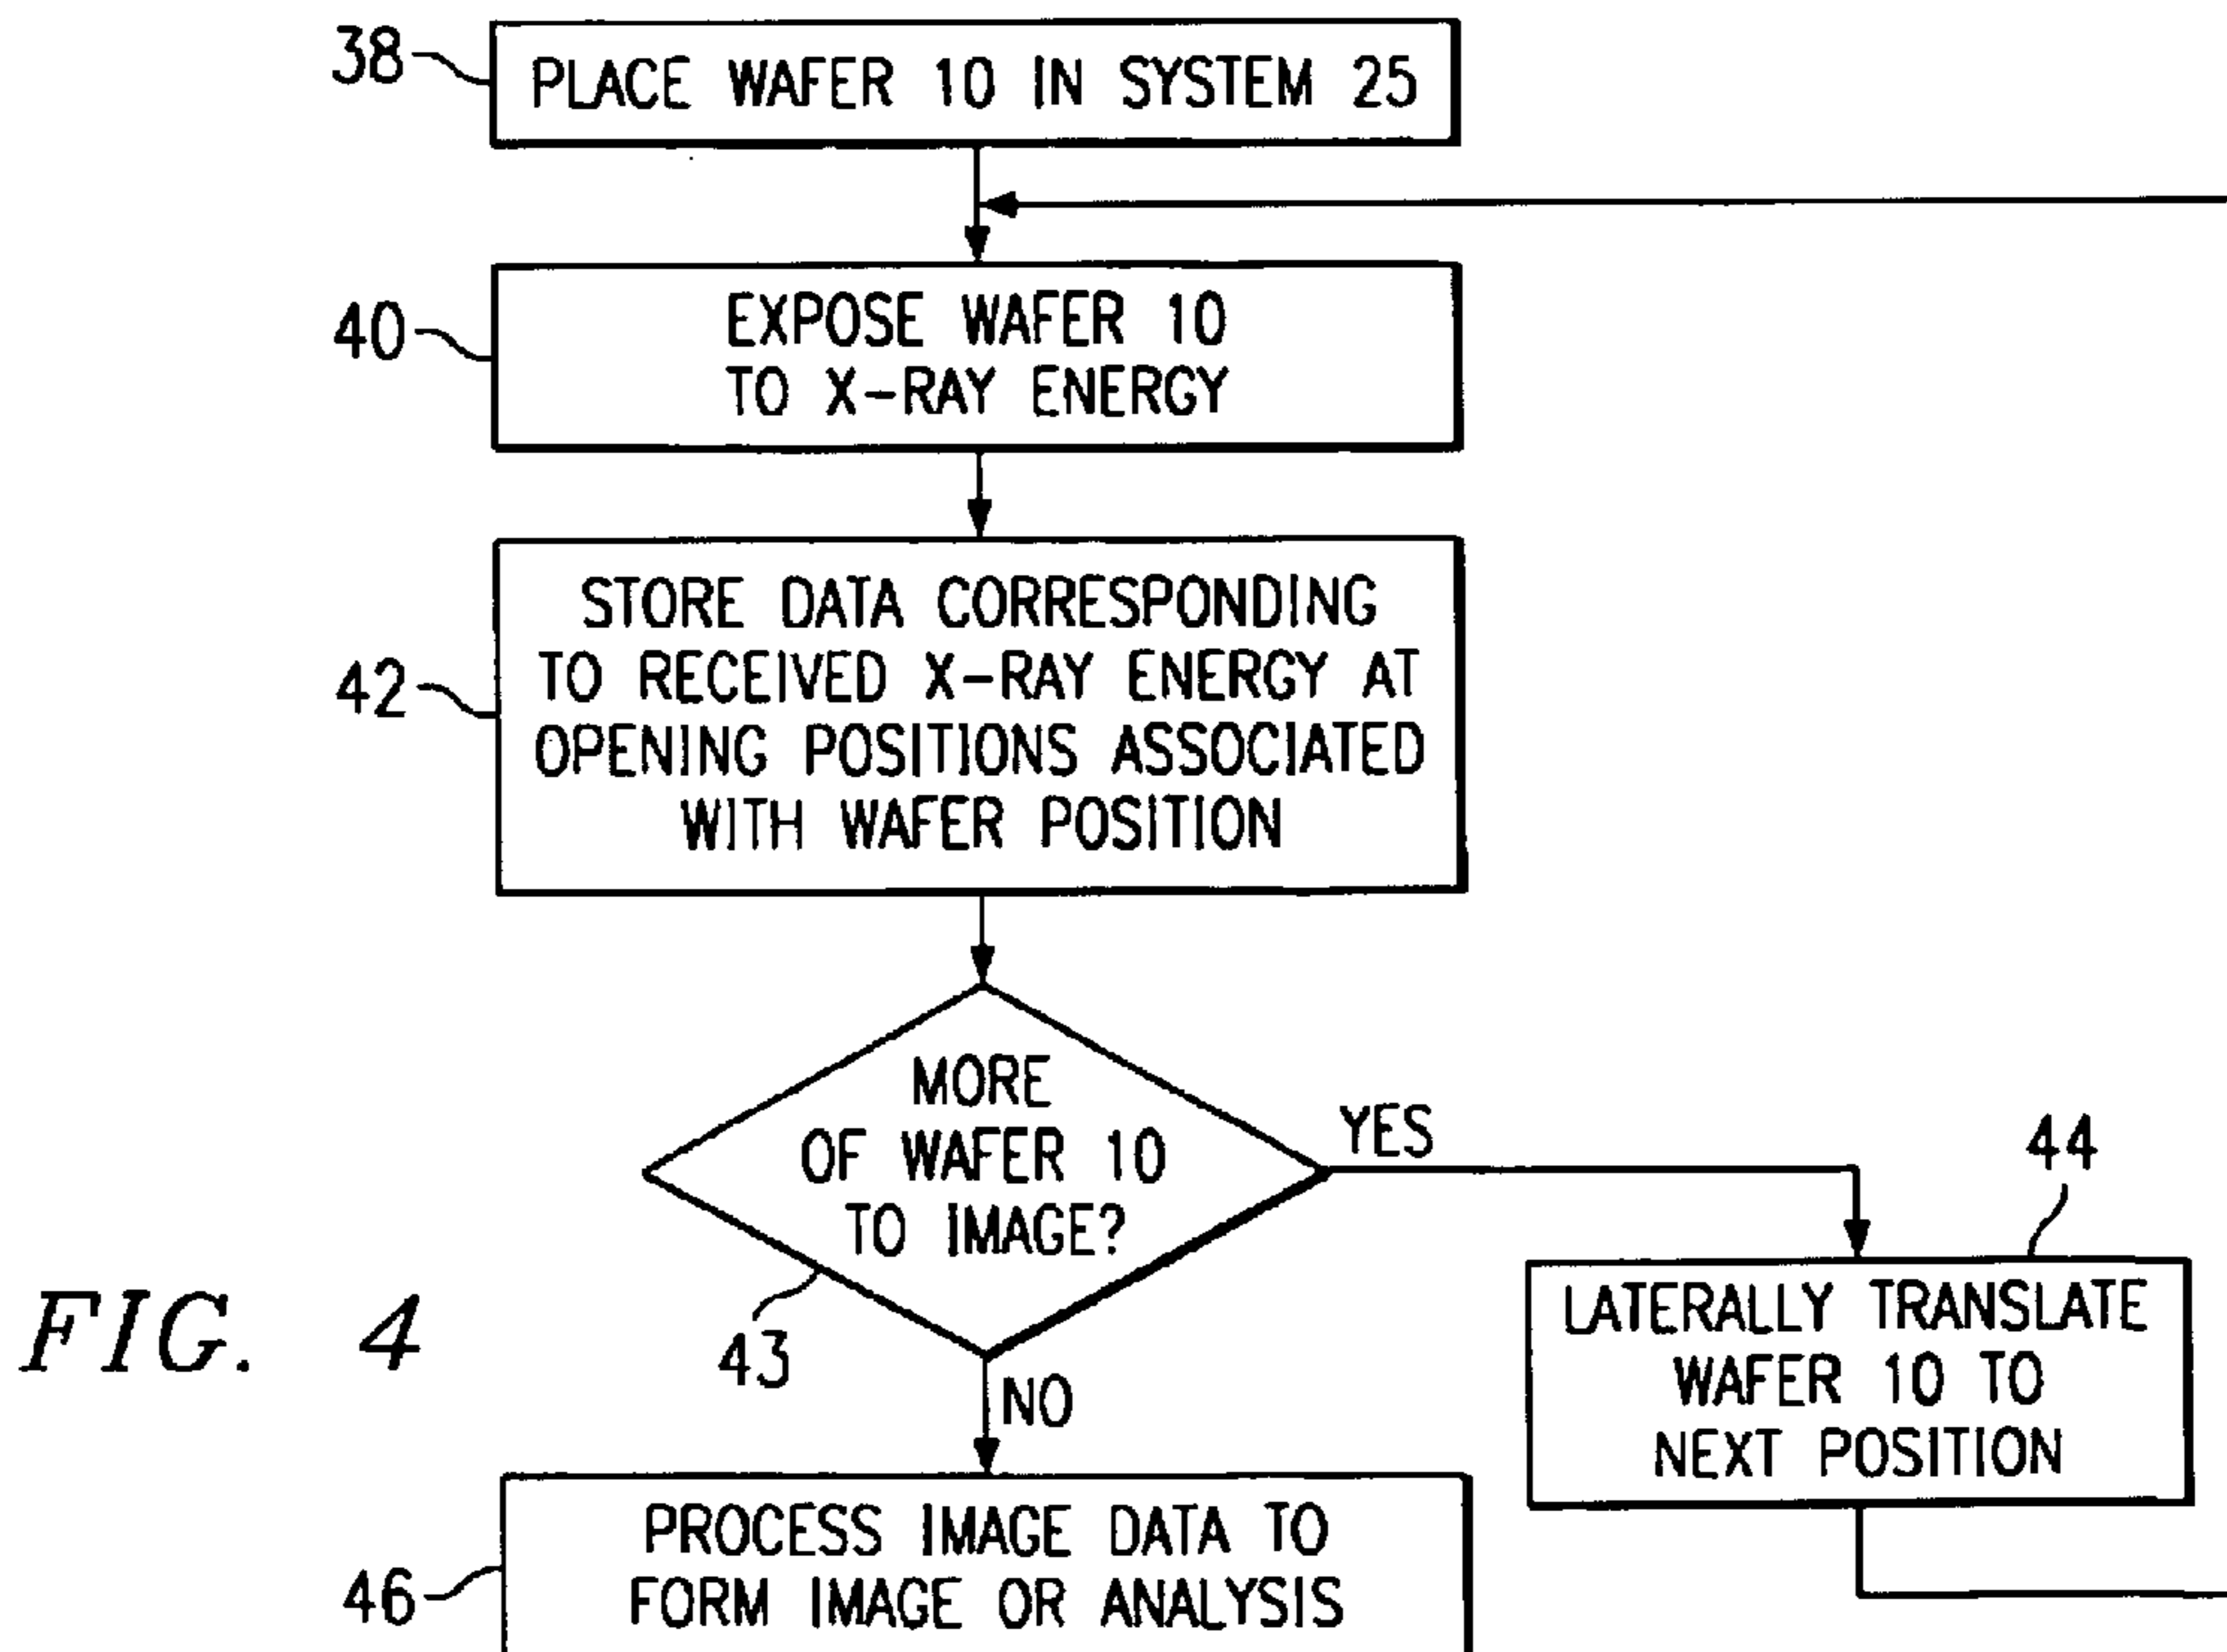 38
PLACE WAFER 10 IN SYSTEM 25
40
EXPOSE WAFER 10
TO X-RAY ENERGY
42
STORE DATA CORRESPONDING
TO RECEIVED X-RAY ENERGY AT
OPENING POSITIONS ASSOCIATED
WITH WAFER POSITION
MORE
OF WAFER 10
TO IMAGE?
43
YES
44
LATERALLY TRANSLATE
WAFER 10 TO
NEXT POSITION
NO
46
PROCESS IMAGE DATA TO
FORM IMAGE OR ANALYSIS
FIG. 4